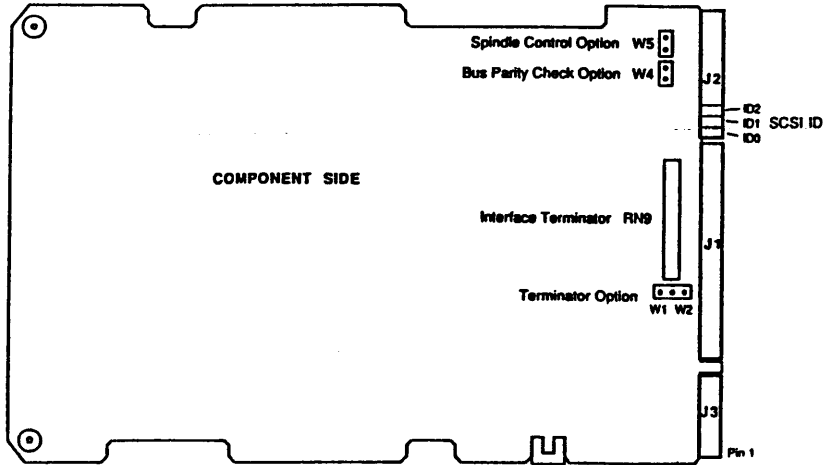 Spindle Control Option W5
Bus Parity Check Option W4
J2
ID2
ID1 SCSI ID
ID0
COMPONENT SIDE
Interface Terminator RN9
J1
Terminator Option
W1 W2
J3
Pin 1